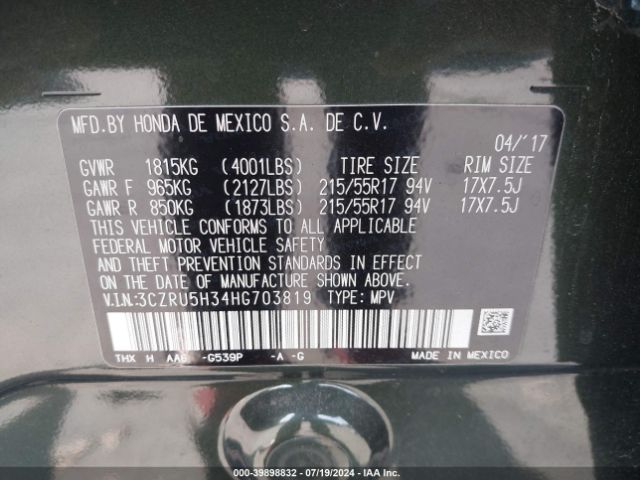 MFD.BY HONDA DE MEXICO S.A. DE C.V.
04/'17
GVWR 1815KG (4001LBS) TIRE SIZE RIM SIZE
GAWR F 965KG (2127LBS) 215/55R17 94V 17X7.5J
GAWR R 850KG (1873LBS) 215/55R17 94V 17X7.5J
THIS VEHICLE CONFORMS TO ALL APPLICABLE
FEDERAL MOTOR VEHICLE SAFETY
AND THEFT PREVENTION STANDARDS IN EFFECT
ON THE DATE OF MANUFACTURE SHOWN ABOVE.
V.I.N:3CZRU5H34HG703819 TYPE: MPV
THX H AA6 -G539P -A -G MADE IN MEXICO
000-39898832 - 07/19/2024 - IAA Inc.